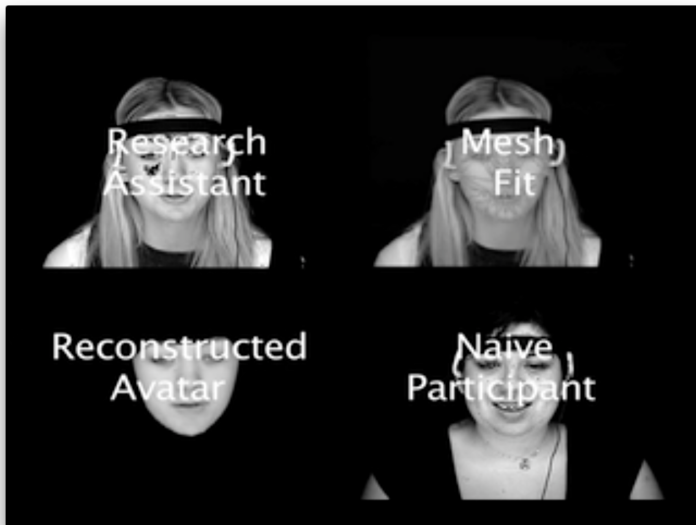 Research
Assistant
Mesh
Fit
Reconstructed
Avatar
Naive
Participant